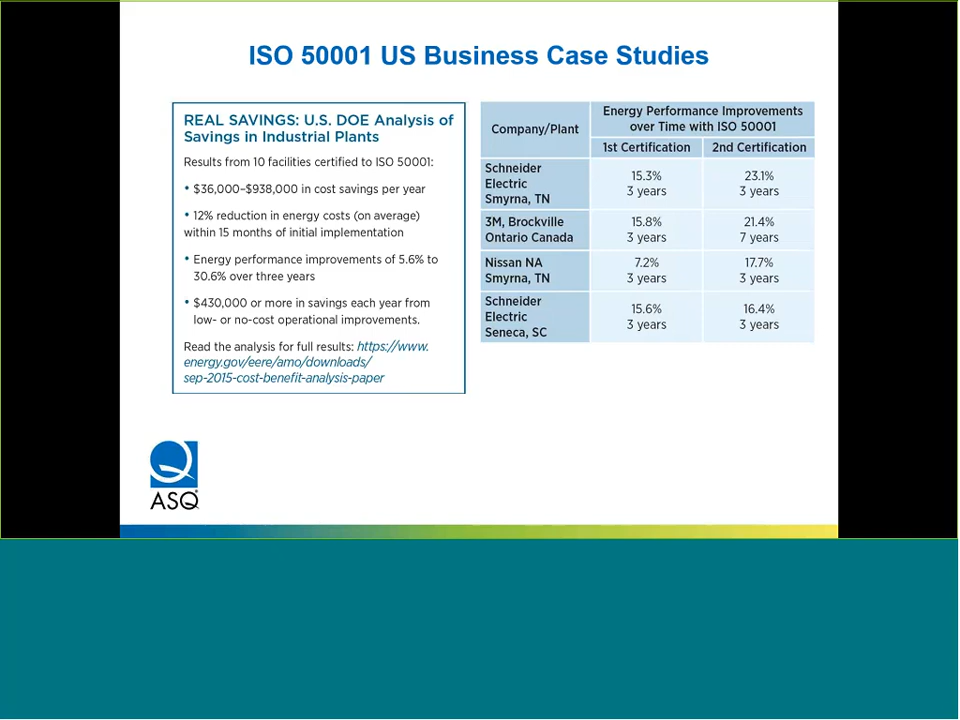 ISO 50001 US Business Case Studies
REAL SAVINGS: U.S. DOE Analysis of
Savings in Industrial Plants
Results from 10 facilities certified to ISO 50001:
• $36,000–$938,000 in cost savings per year
• 12% reduction in energy costs (on average)
within 15 months of initial implementation
• Energy performance improvements of 5.6% to
30.6% over three years
• $430,000 or more in savings each year from
low- or no-cost operational improvements.
Read the analysis for full results: https://www.
energy.gov/eere/amo/downloads/
sep-2015-cost-benefit-analysis-paper
Company/Plant
Energy Performance Improvements
over Time with ISO 50001
1st Certification 2nd Certification
Schneider
Electric
Smyrna, TN
15.3%
3 years
23.1%
3 years
3M, Brockville
Ontario Canada
15.8%
3 years
21.4%
7 years
Nissan NA
Smyrna, TN
7.2%
3 years
17.7%
3 years
Schneider
Electric
Seneca, SC
15.6%
3 years
16.4%
3 years
ASQ